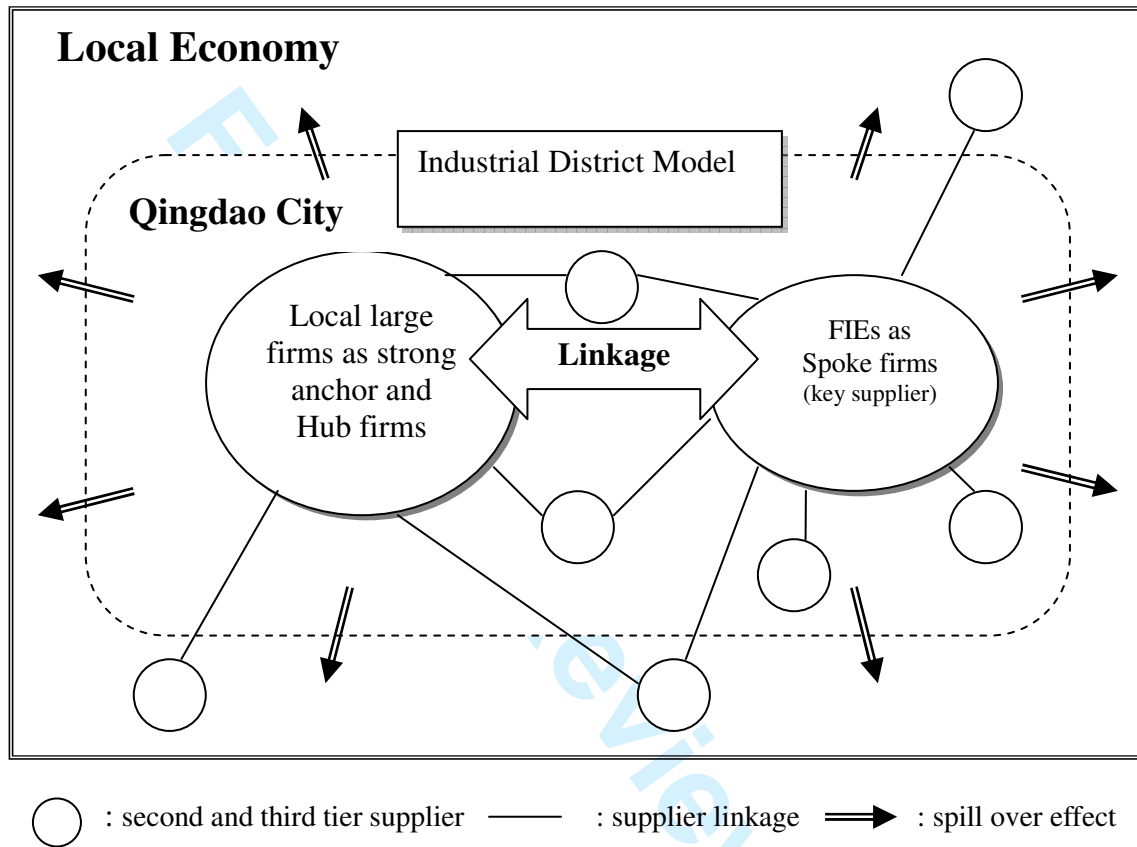 Local Economy
Industrial District Model
Qingdao City
Local large
firms as strong
anchor and
Hub firms
Linkage
FIEs as
Spoke firms
(key supplier)
: second and third tier supplier
: supplier linkage
: spill over effect